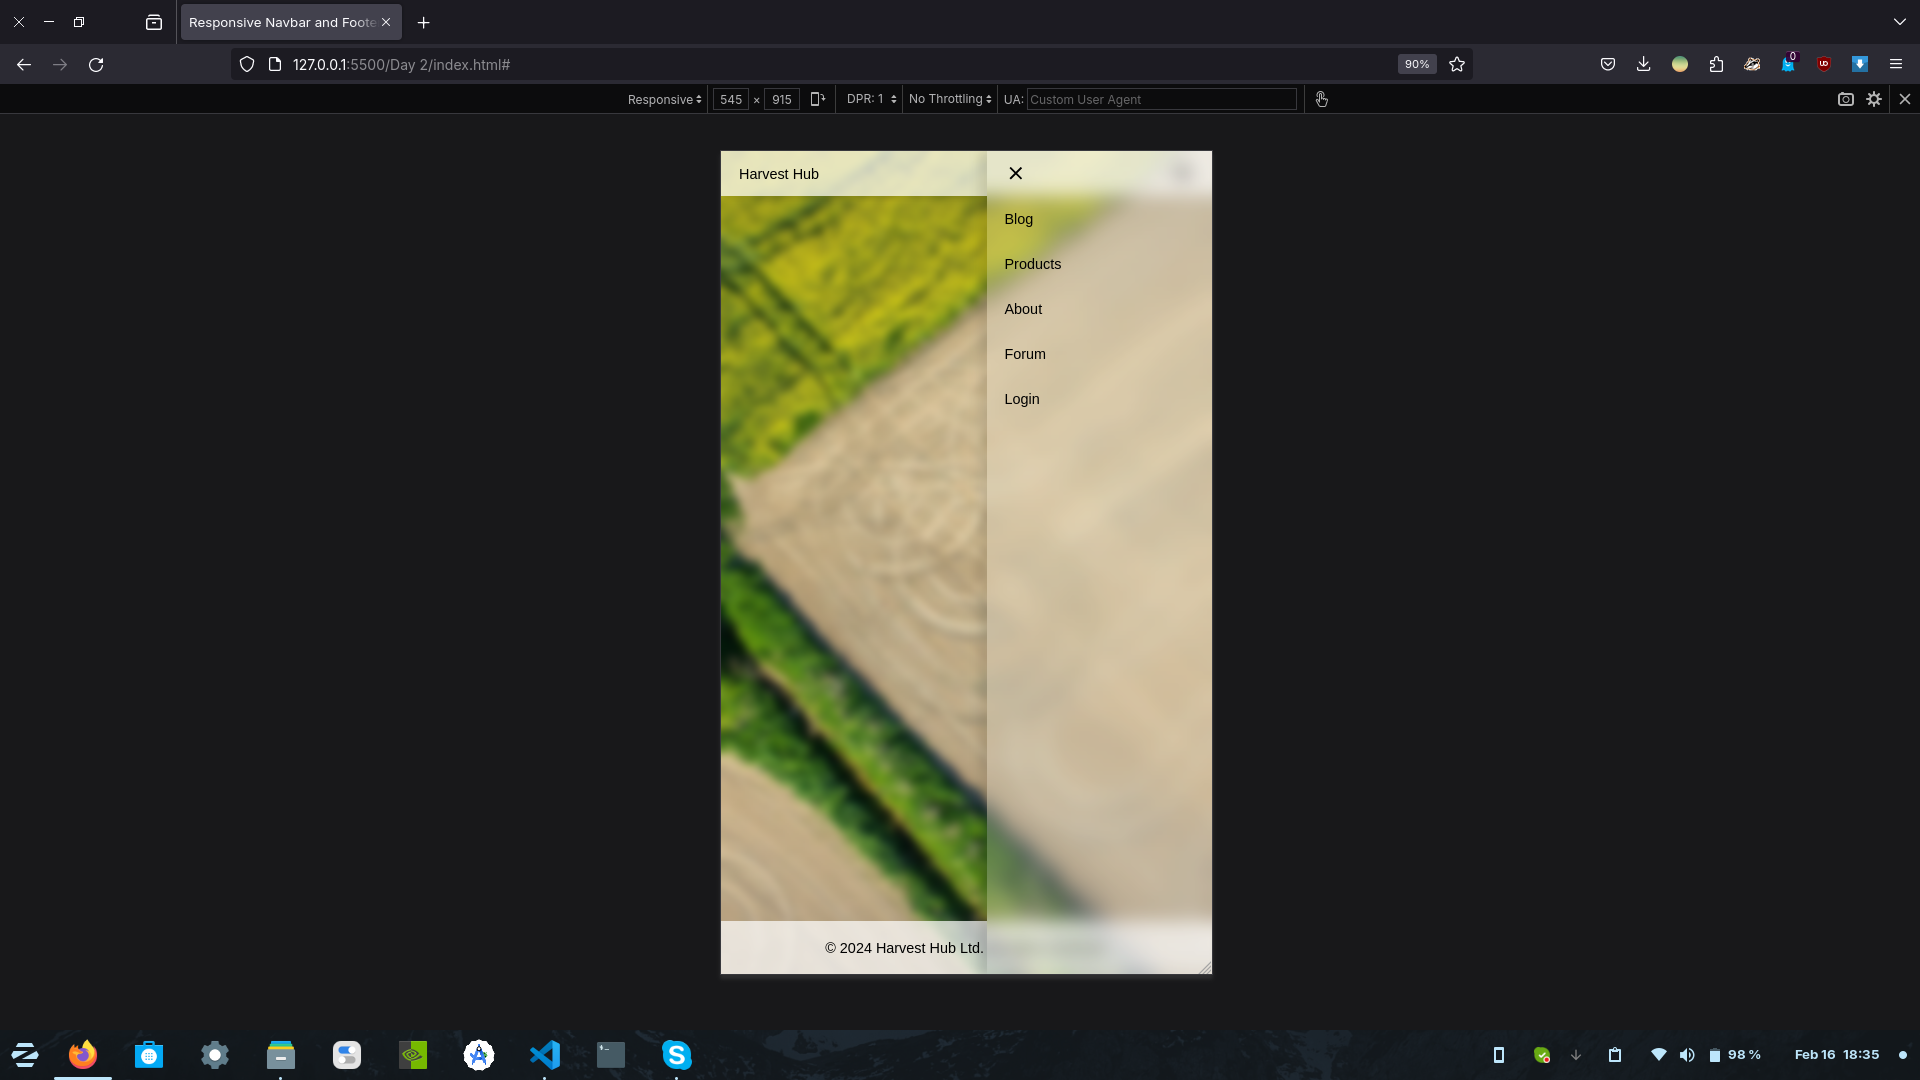 Responsive Navbar and Foote
127.0.0.1:5500/Day 2/index.html#
90%
0
UD
Responsive
545 × 915
DPR: 1
No Throttling
UA: Custom User Agent
Harvest Hub
Blog
Products
About
Forum
Login
© 2024 Harvest Hub Ltd.
98 %
Feb 16 18:35